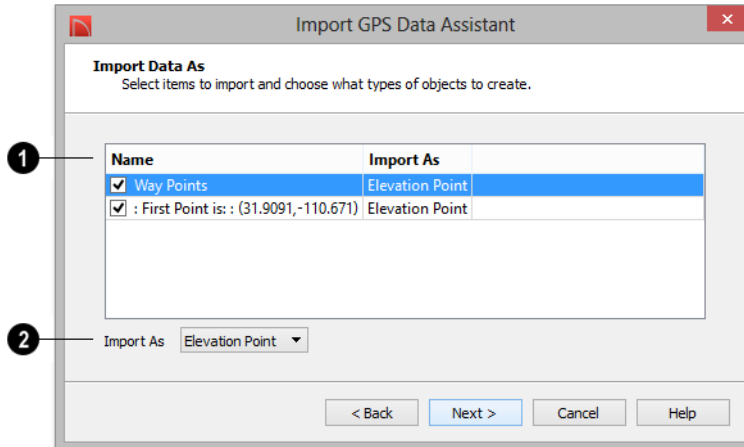 Import GPS Data Assistant
Import Data As
Select items to import and choose what types of objects to create.
1
Name Import As
Way Points Elevation Point
: First Point is: : (31.9091,-110.671) Elevation Point
2
Import As Elevation Point
< Back Next > Cancel Help